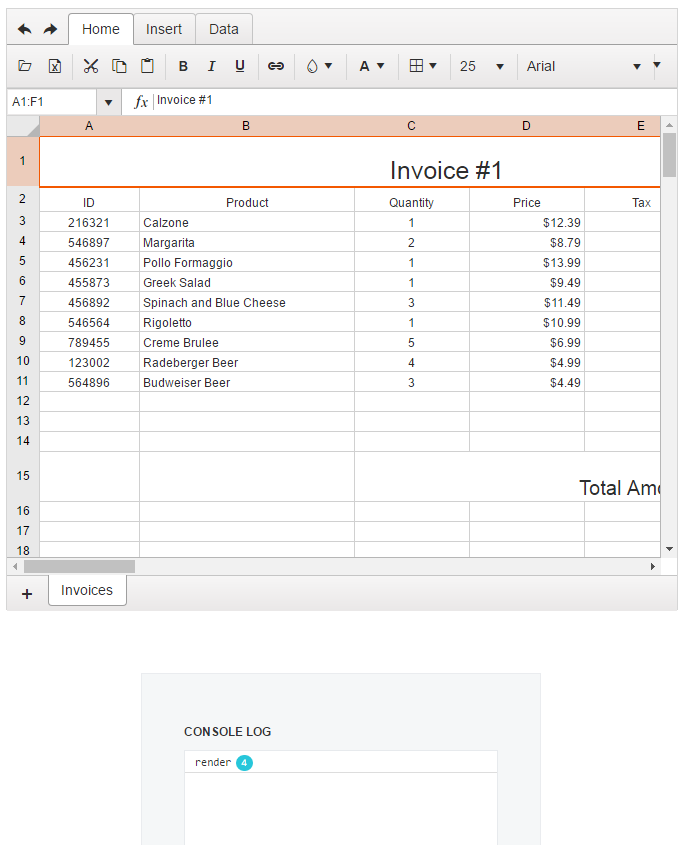 Home Insert Data
B I U A 25 Arial
A1:F1 fx Invoice #1
A B C D E
1 Invoice #1
2 ID Product Quantity Price Tax
3 216321 Calzone 1 $12.39
4 546897 Margarita 2 $8.79
5 456231 Pollo Formaggio 1 $13.99
6 455873 Greek Salad 1 $9.49
7 456892 Spinach and Blue Cheese 3 $11.49
8 546564 Rigoletto 1 $10.99
9 789455 Creme Brulee 5 $6.99
10 123002 Radeberger Beer 4 $4.99
11 564896 Budweiser Beer 3 $4.49
12
13
14
15 Total Amo
16
17
18
+ Invoices
CONSOLE LOG
render 4